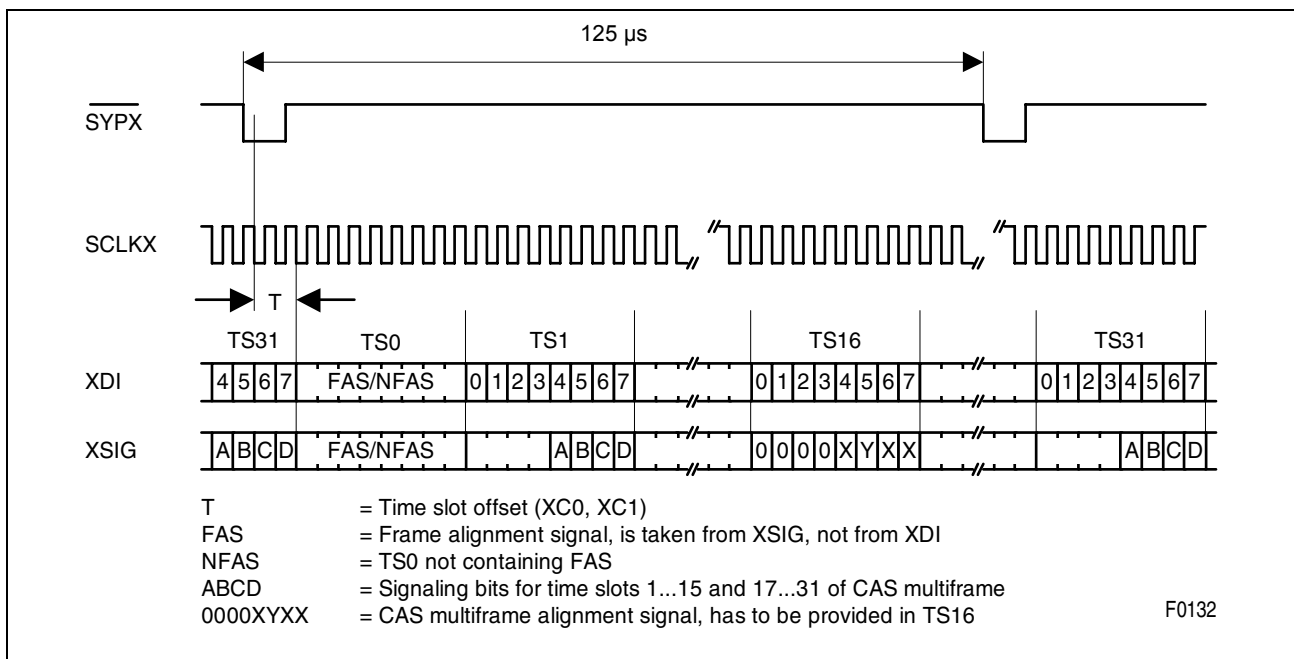 125 µs
SYPX
SCLKX
T
TS31 TS0 TS1 TS16 TS31
XDI 4 5 6 7 FAS/NFAS 0 1 2 3 4 5 6 7 0 1 2 3 4 5 6 7 0 1 2 3 4 5 6 7
XSIG A B C D FAS/NFAS A B C D 0 0 0 0 X Y X X A B C D
T = Time slot offset (XC0, XC1)
FAS = Frame alignment signal, is taken from XSIG, not from XDI
NFAS = TS0 not containing FAS
ABCD = Signaling bits for time slots 1...15 and 17...31 of CAS multiframe
0000XYXX = CAS multiframe alignment signal, has to be provided in TS16
F0132